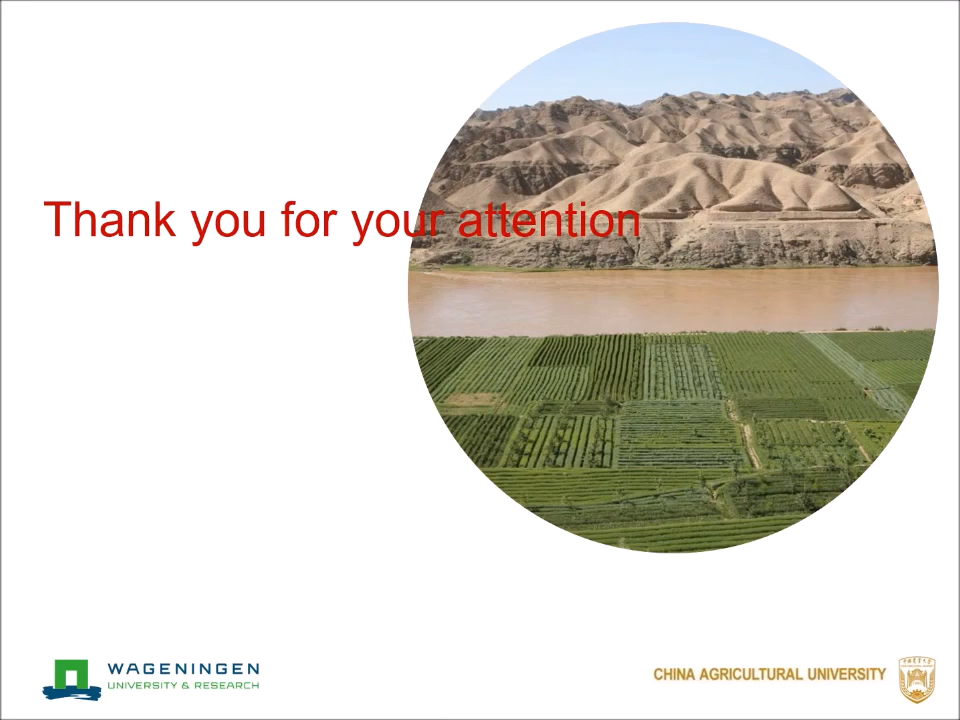 Thank you for your attention
WAGENINGEN
UNIVERSITY & RESEARCH
CHINA AGRICULTURAL UNIVERSITY